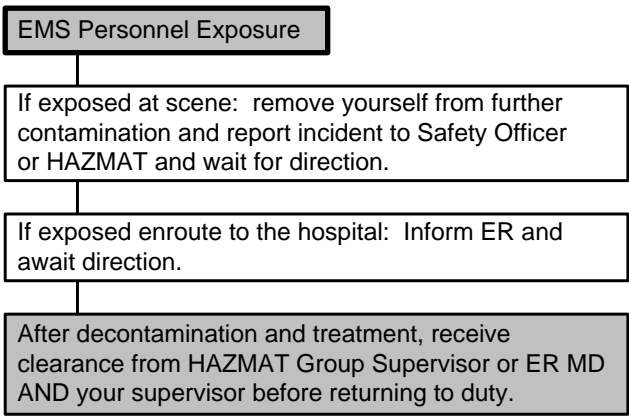 EMS Personnel Exposure
If exposed at scene:  remove yourself from further
contamination and report incident to Safety Officer
or HAZMAT and wait for direction.
If exposed enroute to the hospital:  Inform ER and
await direction.
After decontamination and treatment, receive
clearance from HAZMAT Group Supervisor or ER MD
AND your supervisor before returning to duty.